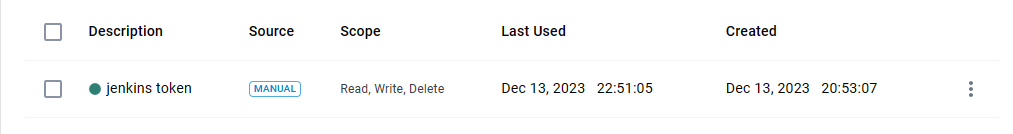 Description Source Scope Last Used Created
jenkins token MANUAL Read, Write, Delete Dec 13, 2023 22:51:05 Dec 13, 2023 20:53:07